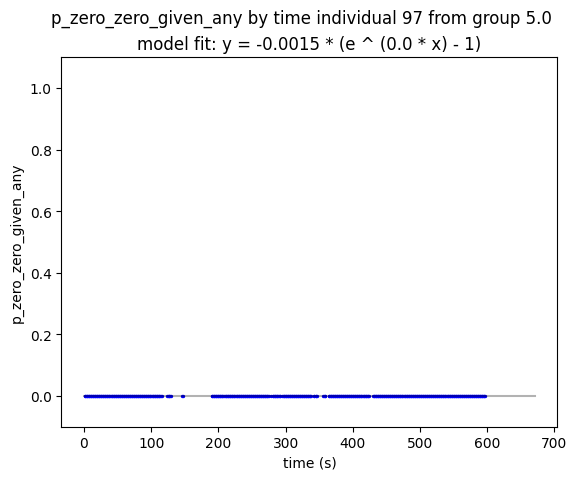 p_zero_zero_given_any by time individual 97 from group 5.0
model fit: y = -0.0015 * (e ^ (0.0 * x) - 1)
1.0
0.8
0.6
0.4
0.2
0.0
p_zero_zero_given_any
0 100 200 300 400 500 600 700
time (s)